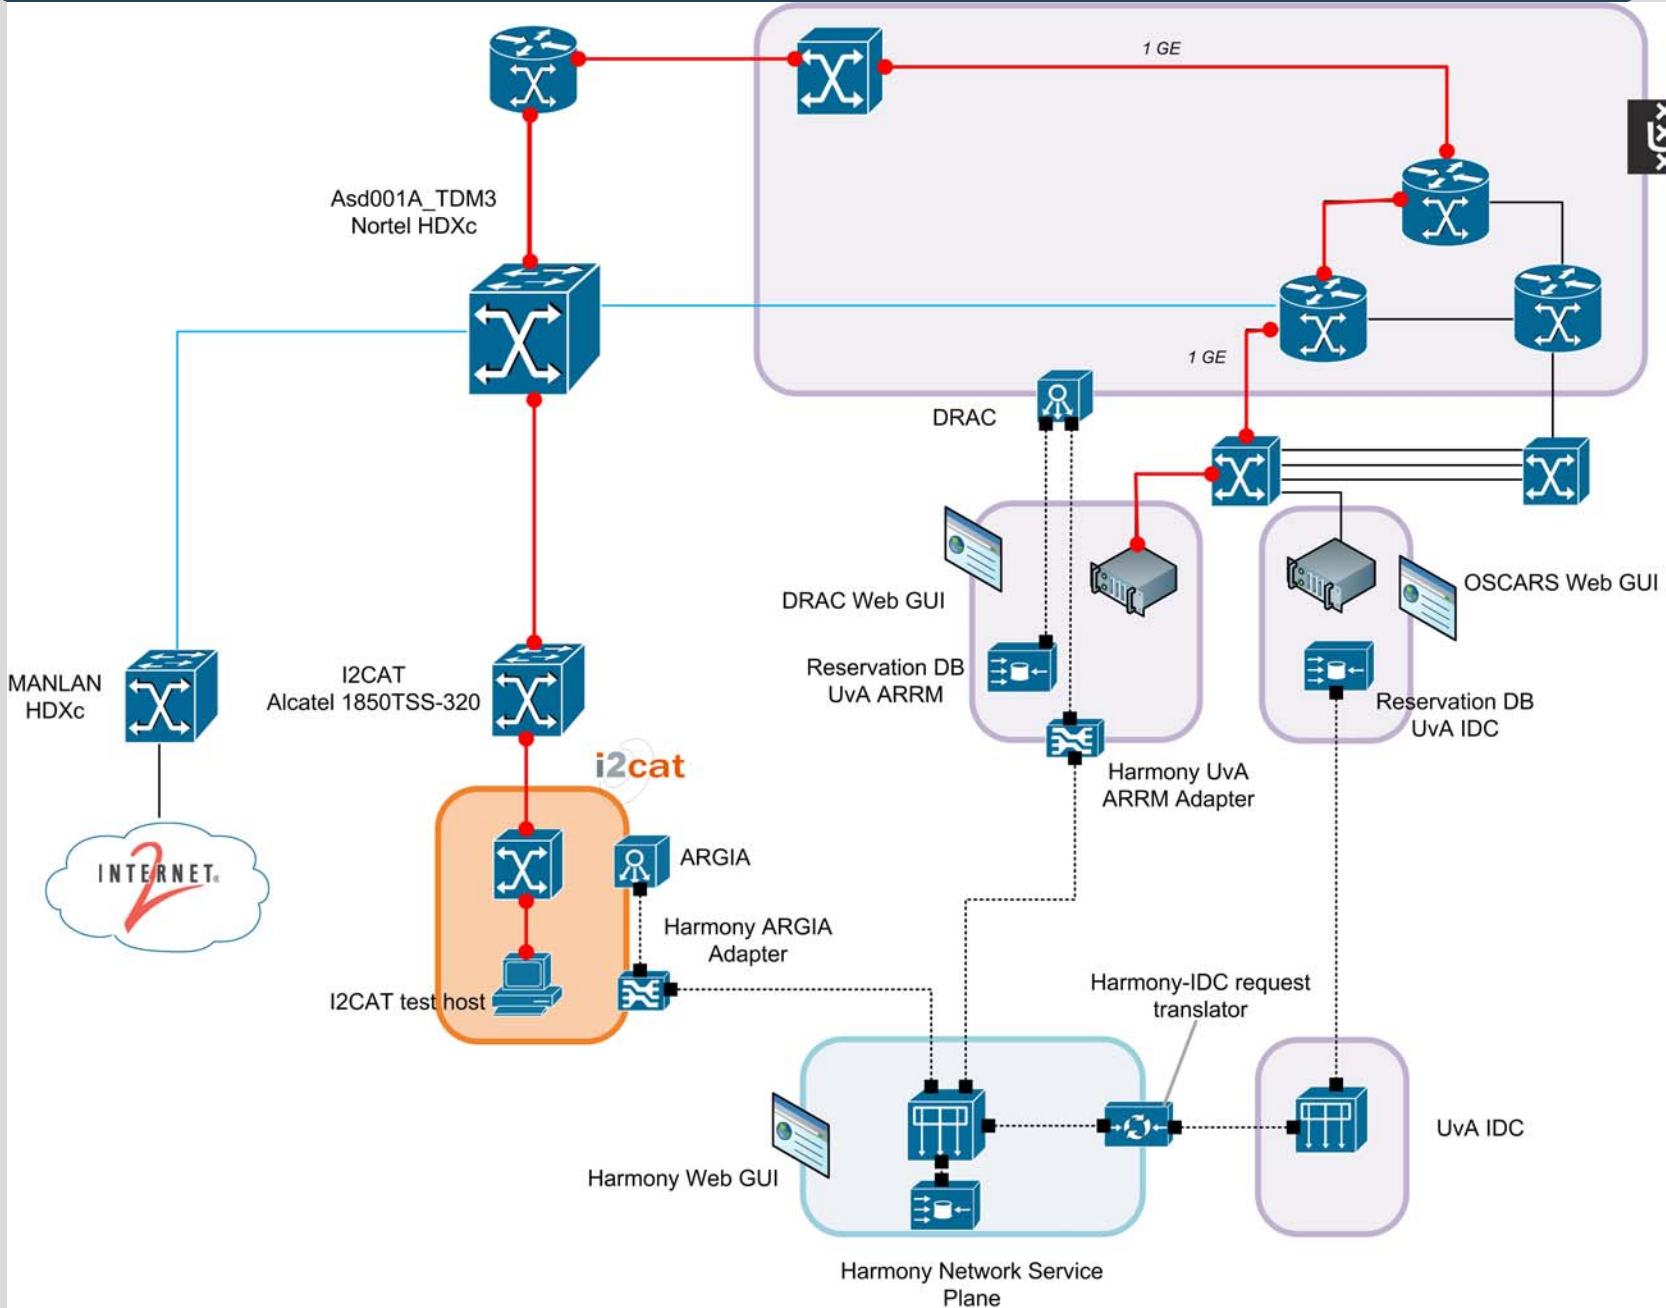 1 GE
Asd001A_TDM3
Nortel HDXc
1 GE
DRAC
DRAC Web GUI
OSCARS Web GUI
Reservation DB
UvA ARRM
Reservation DB
UvA IDC
MANLAN
HDXc
I2CAT
Alcatel 1850TSS-320
i2cat
Harmony UvA
ARRM Adapter
INTERNET
2
ARGIA
Harmony ARGIA
Adapter
I2CAT test host
Harmony-IDC request
translator
UvA IDC
Harmony Web GUI
Harmony Network Service
Plane